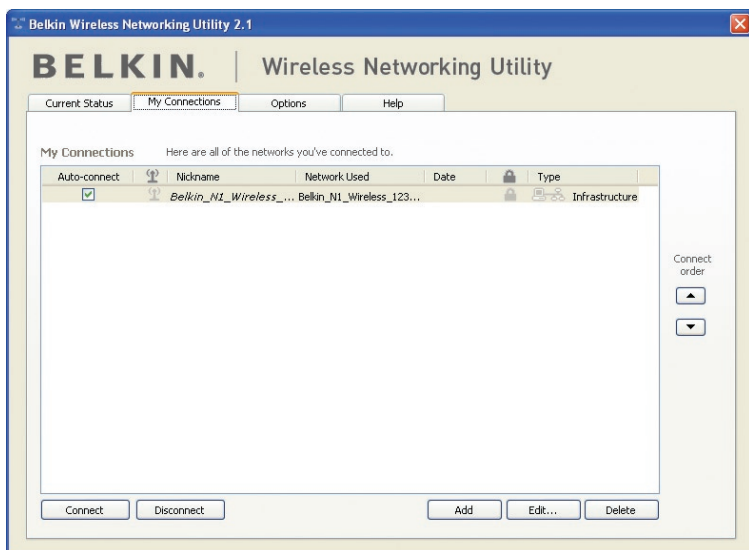 Belkin Wireless Networking Utility 2.1
BELKIN. | Wireless Networking Utility
Current Status My Connections Options Help
My Connections Here are all of the networks you've connected to.
Auto-connect Nickname Network Used Date Type
Belkin_N1_Wireless_... Belkin_N1_Wireless_123... Infrastructure
Connect
order
Connect Disconnect Add Edit... Delete